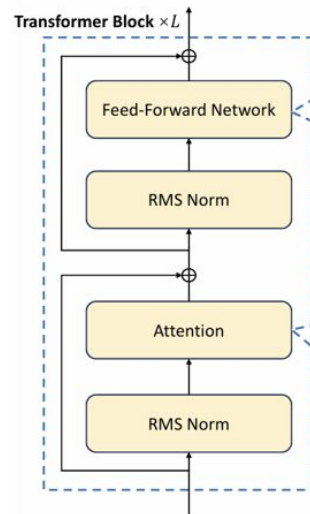 Transformer Block ×L
Feed-Forward Network
RMS Norm
Attention
RMS Norm